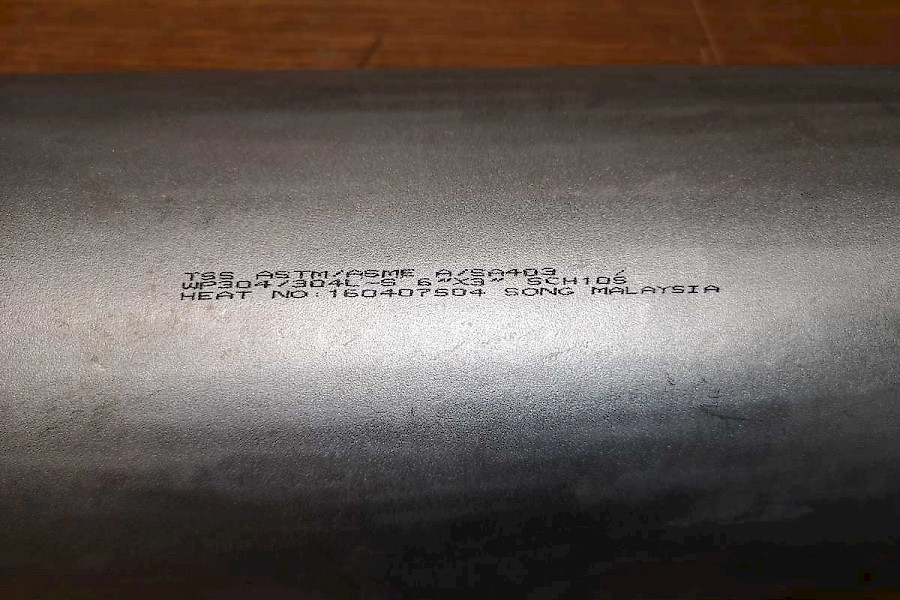 TSS ASTM/ASME A/SA403
WP304/304L-S 6"X3" SCH10S
HEAT NO:160407504 SONG MALAYSIA